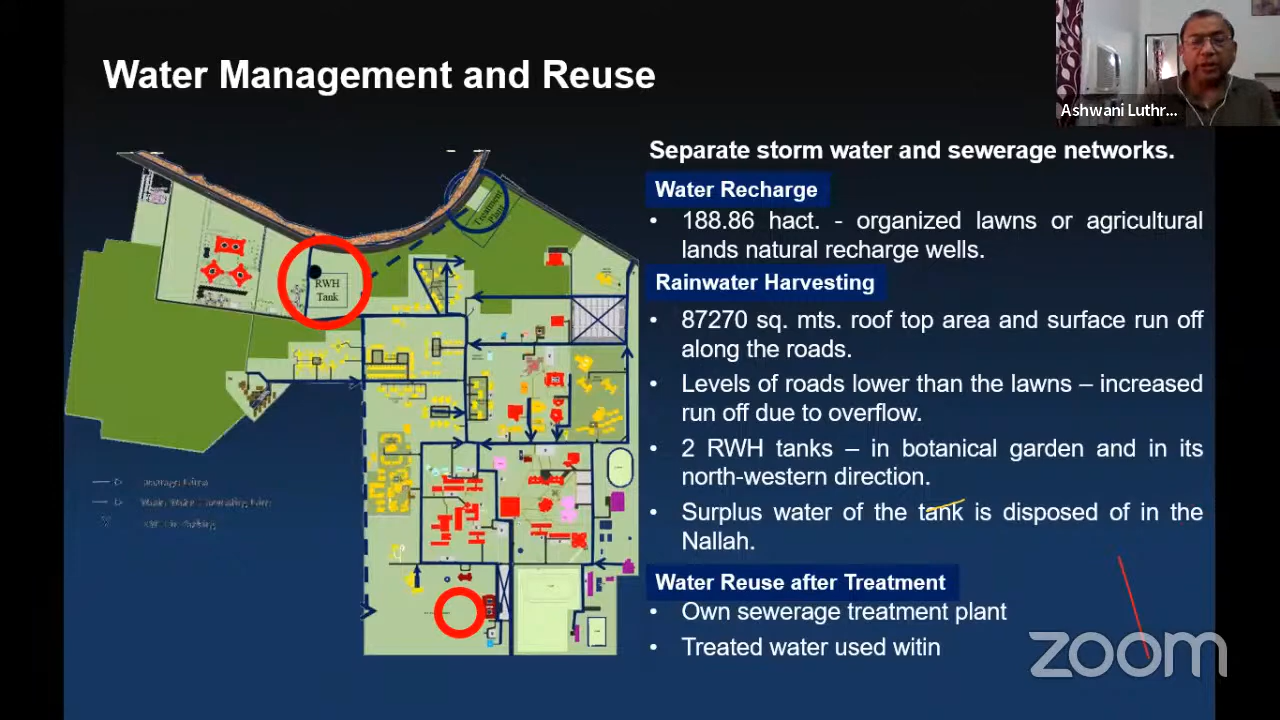 Water Management and Reuse
Ashwani Luthr...
Separate storm water and sewerage networks.
Water Recharge
• 188.86 hact. - organized lawns or agricultural
lands natural recharge wells.
Rainwater Harvesting
• 87270 sq. mts. roof top area and surface run off
along the roads.
• Levels of roads lower than the lawns – increased
run off due to overflow.
• 2 RWH tanks – in botanical garden and in its
north-western direction.
• Surplus water of the tank is disposed of in the
Nallah.
Water Reuse after Treatment
• Own sewerage treatment plant
• Treated water used witin
Treatment
Plant
RWH
Tank
zoom